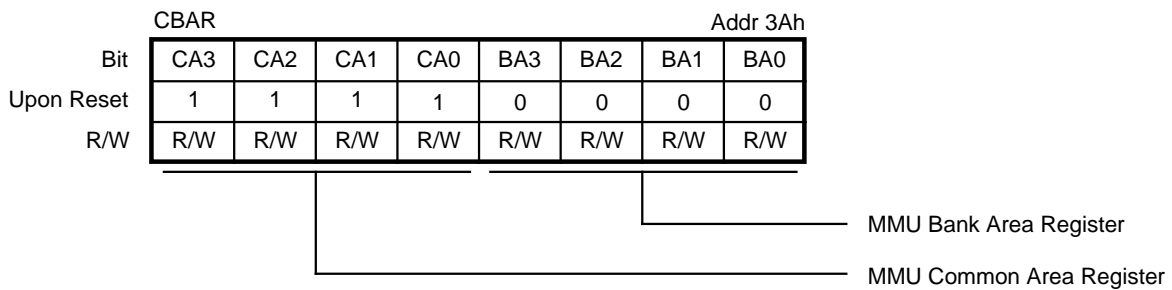 CBAR Addr 3Ah
Bit CA3 CA2 CA1 CA0 BA3 BA2 BA1 BA0
Upon Reset 1 1 1 1 0 0 0 0
R/W R/W R/W R/W R/W R/W R/W R/W R/W
MMU Bank Area Register
MMU Common Area Register